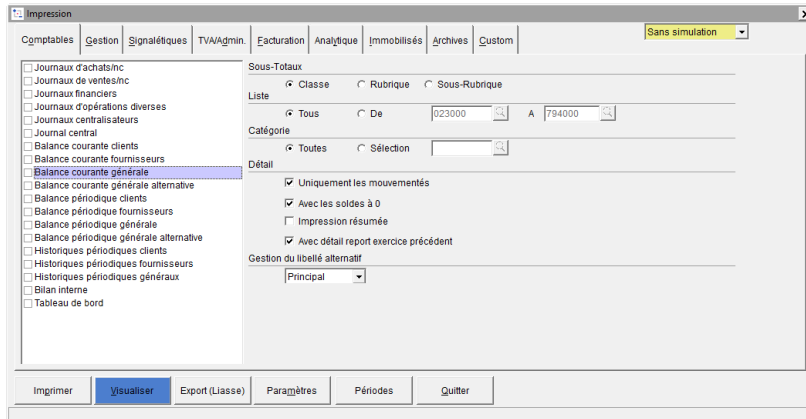 Impression
Comptables Gestion Signalétiques TVA/Admin. Facturation Analytique Immobilisés Archives Custom Sans simulation
Journaux d'achats/nc
Journaux de ventes/nc
Journaux financiers
Journaux d'opérations diverses
Journaux centralisateurs
Journal central
Balance courante clients
Balance courante fournisseurs
Balance courante générale
Balance courante générale alternative
Balance périodique clients
Balance périodique fournisseurs
Balance périodique générale
Balance périodique générale alternative
Historiques périodiques clients
Historiques périodiques fournisseurs
Historiques périodiques généraux
Bilan interne
Tableau de bord
Sous-Totaux
Classe Rubrique Sous-Rubrique
Liste
Tous De 023000 A 794000
Catégorie
Toutes Sélection
Détail
Uniquement les mouvementés
Avec les soldes à 0
Impression résumée
Avec détail report exercice précédent
Gestion du libellé alternatif
Principal
Imprimer Visualiser Export (Liasse) Paramètres Périodes Quitter